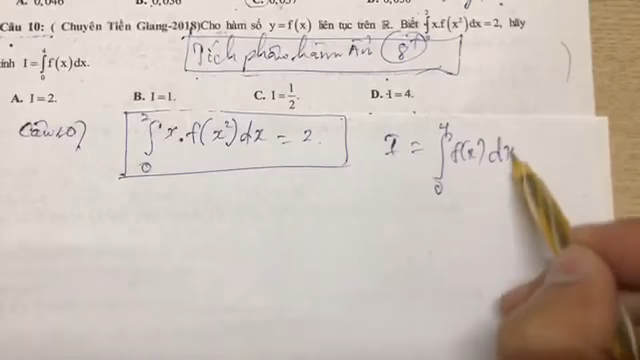 A. 0,046 B. 0,036 C. 0,037 D. 0,038
Câu 10: ( Chuyên Tiền Giang-2018)Cho hàm số y=f(x) liên tục trên ℝ. Biết ∫₀² x.f(x²)dx=2, hãy
Tích phân hàm Ẩn 8⁺
tính I=∫₀⁴ f(x)dx.
A. I=2. B. I=1. C. I=1/2. D. I=4.
Câu 10) ∫₀² x.f(x²)dx = 2. I = ∫₀⁴ f(x)dx